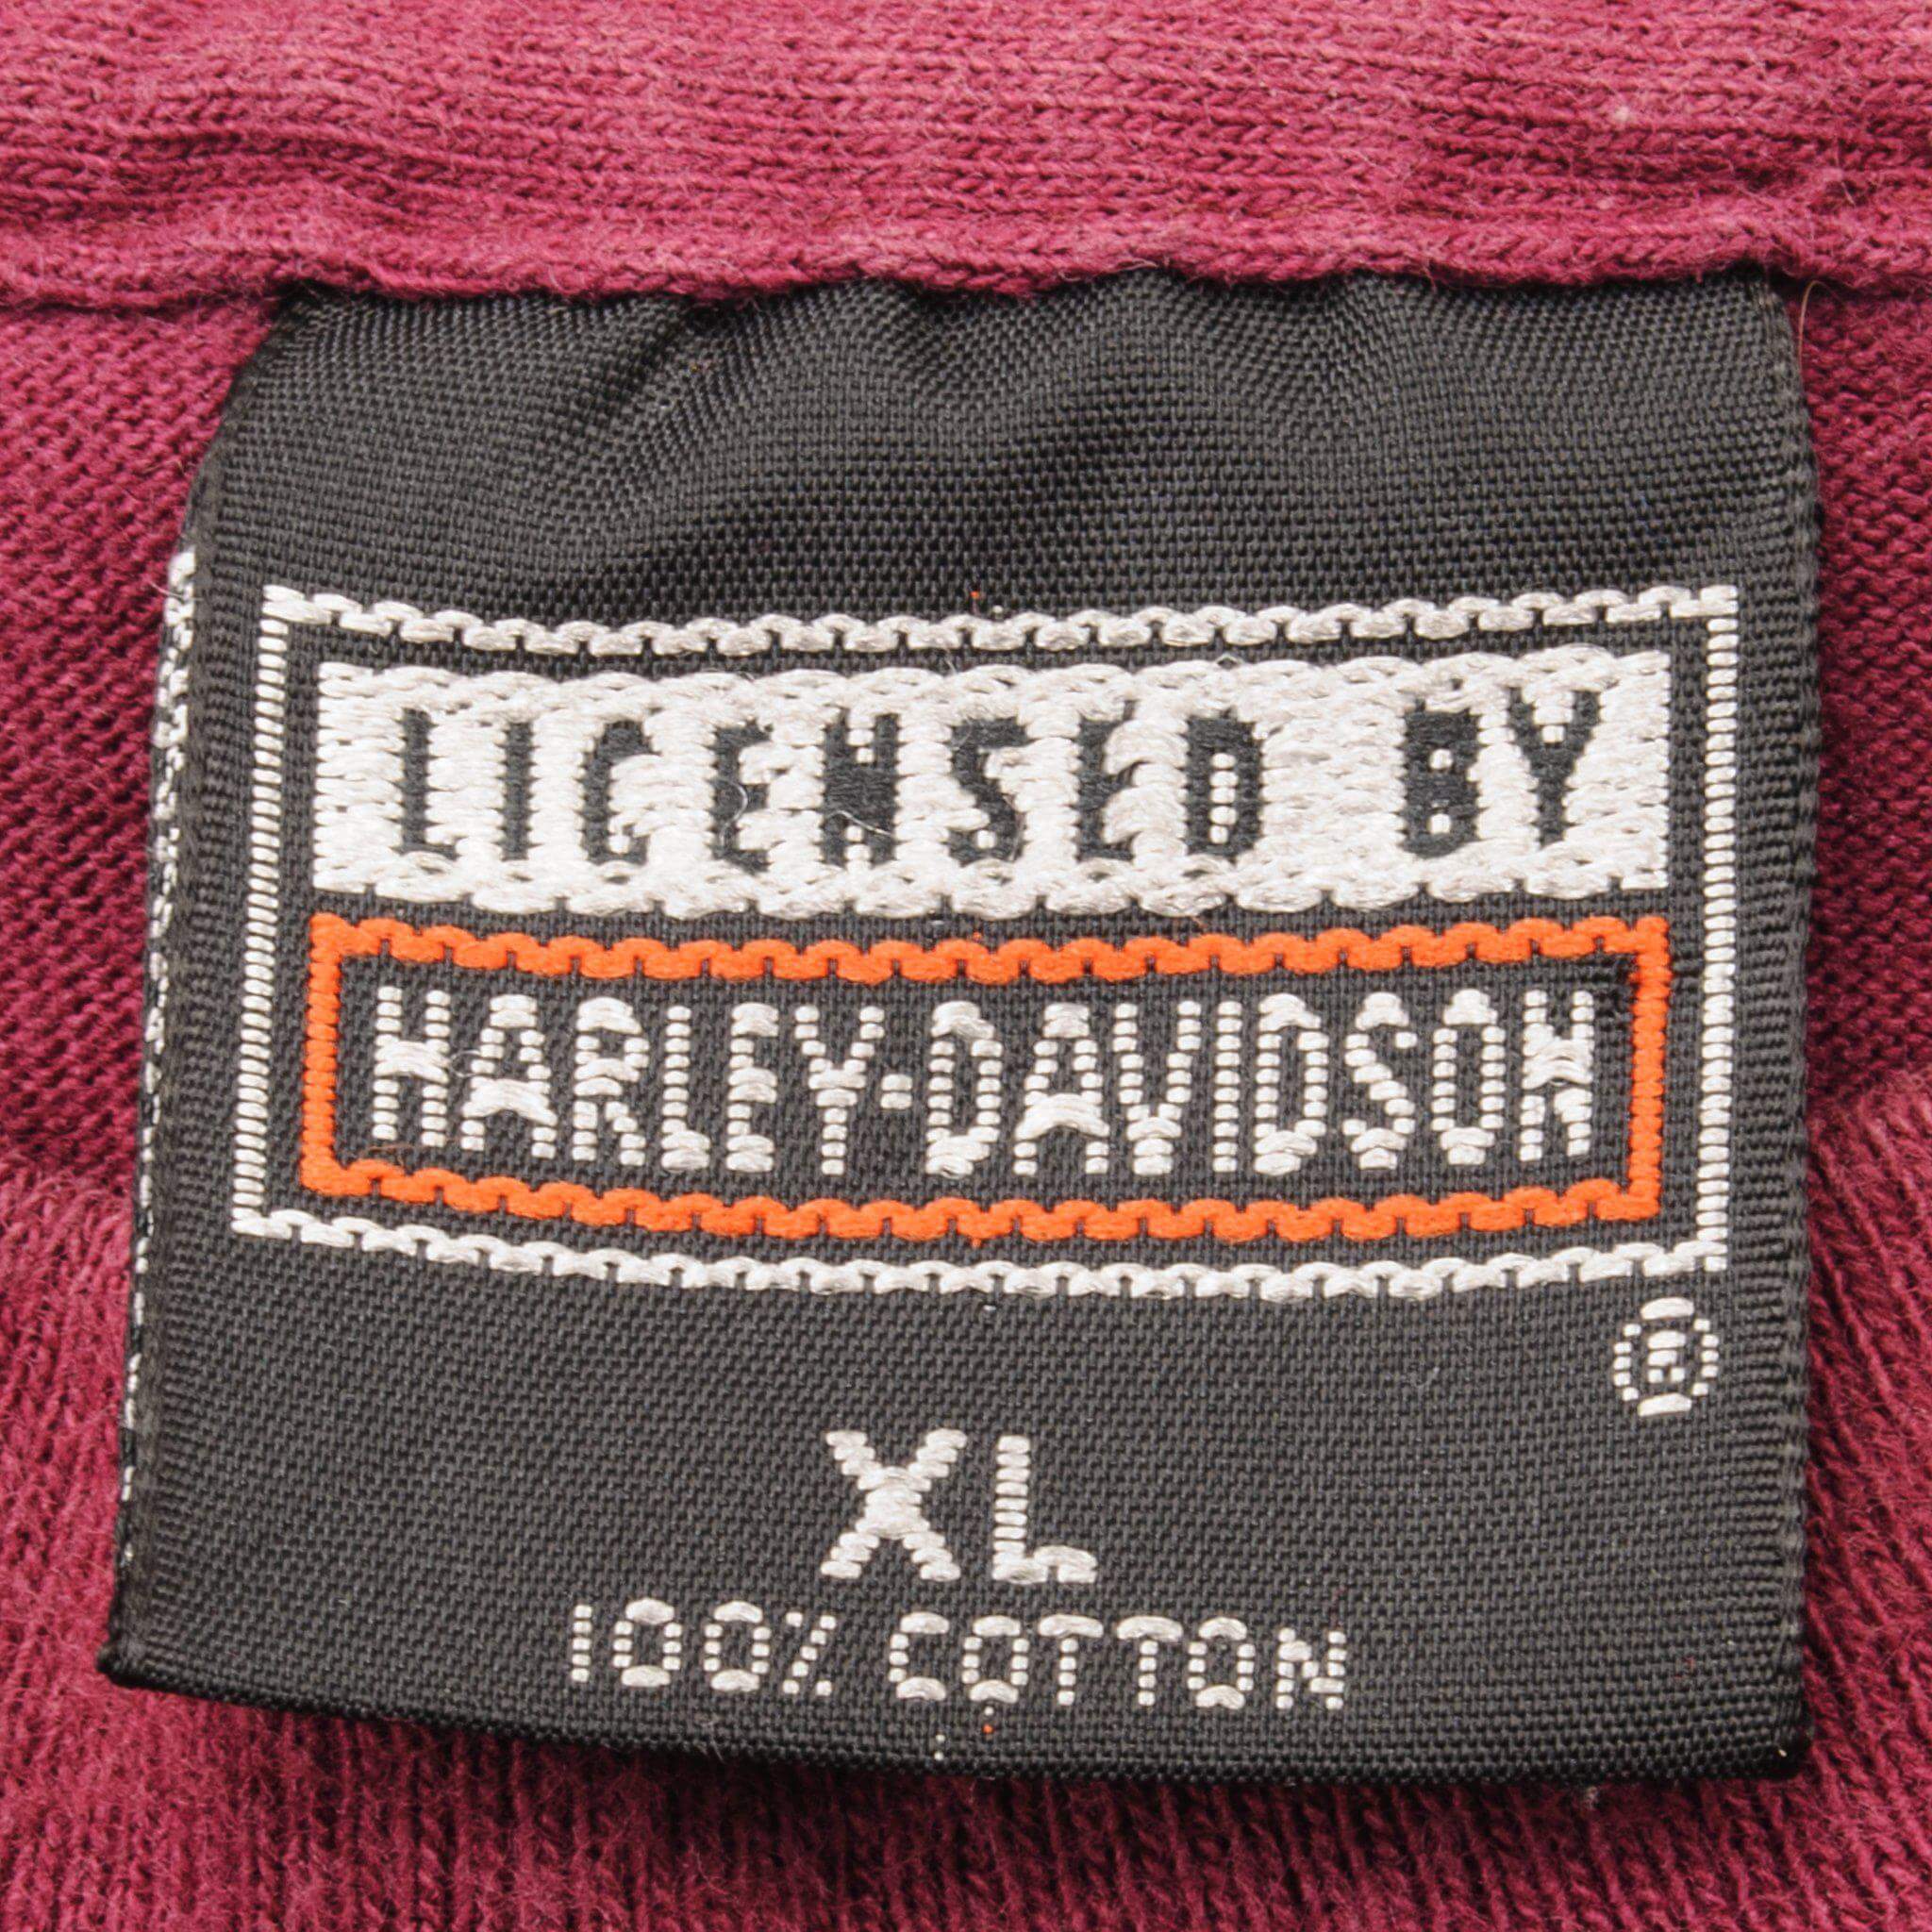 LICENSED BY
HARLEY-DAVIDSON
®
XL
100% COTTON